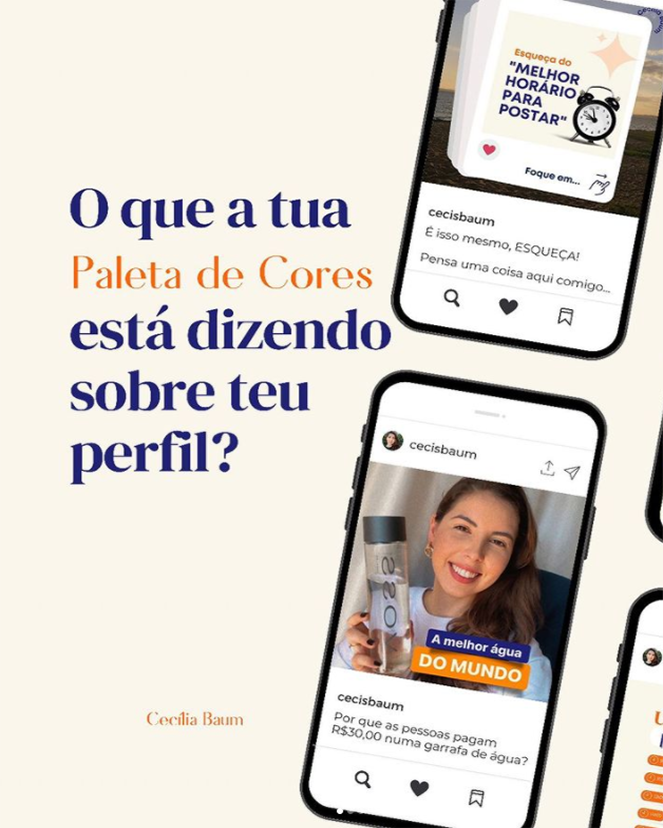 O que a tua
Paleta de Cores
está dizendo
sobre teu
perfil?
Cecília Baum
Esqueça do
"MELHOR
HORÁRIO
PARA
POSTAR"
Foque em...
cecisbaum
É isso mesmo, ESQUEÇA!
Pensa uma coisa aqui comigo...
cecisbaum
A melhor água
DO MUNDO
cecisbaum
Por que as pessoas pagam
R$30,00 numa garrafa de água?